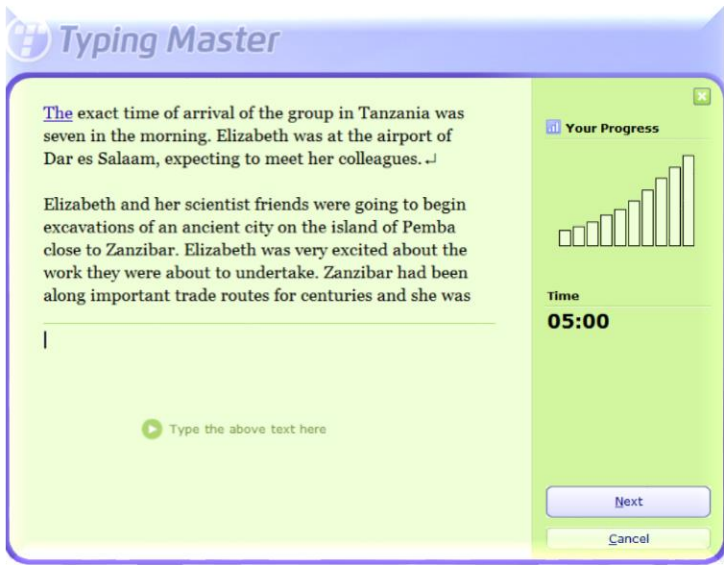 Typing Master
The exact time of arrival of the group in Tanzania was
seven in the morning. Elizabeth was at the airport of
Dar es Salaam, expecting to meet her colleagues. ↵
Elizabeth and her scientist friends were going to begin
excavations of an ancient city on the island of Pemba
close to Zanzibar. Elizabeth was very excited about the
work they were about to undertake. Zanzibar had been
along important trade routes for centuries and she was
Type the above text here
Your Progress
Time
05:00
Next
Cancel